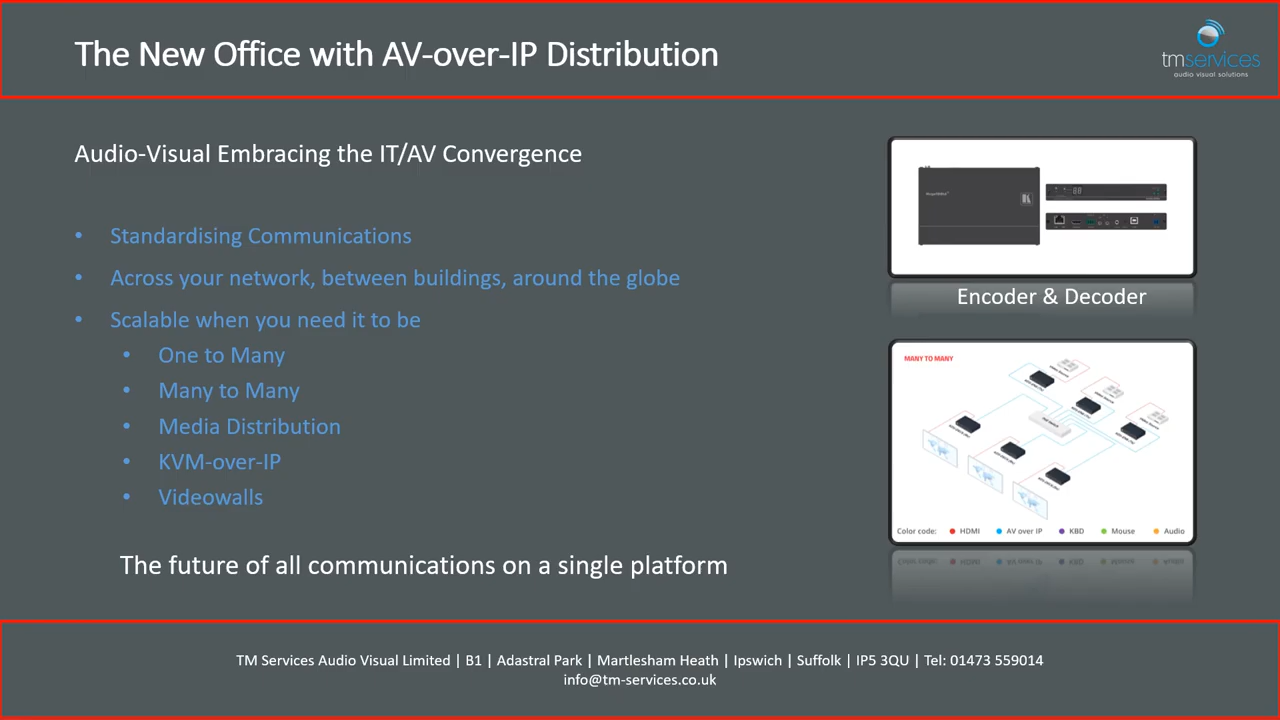 The New Office with AV-over-IP Distribution
tmservices
audio visual solutions
Audio-Visual Embracing the IT/AV Convergence
• Standardising Communications
• Across your network, between buildings, around the globe
• Scalable when you need it to be
• One to Many
• Many to Many
• Media Distribution
• KVM-over-IP
• Videowalls
The future of all communications on a single platform
88
Encoder & Decoder
MANY TO MANY
Color code: HDMI AV over IP KBD Mouse Audio
TM Services Audio Visual Limited | B1 | Adastral Park | Martlesham Heath | Ipswich | Suffolk | IP5 3QU | Tel: 01473 559014
info@tm-services.co.uk